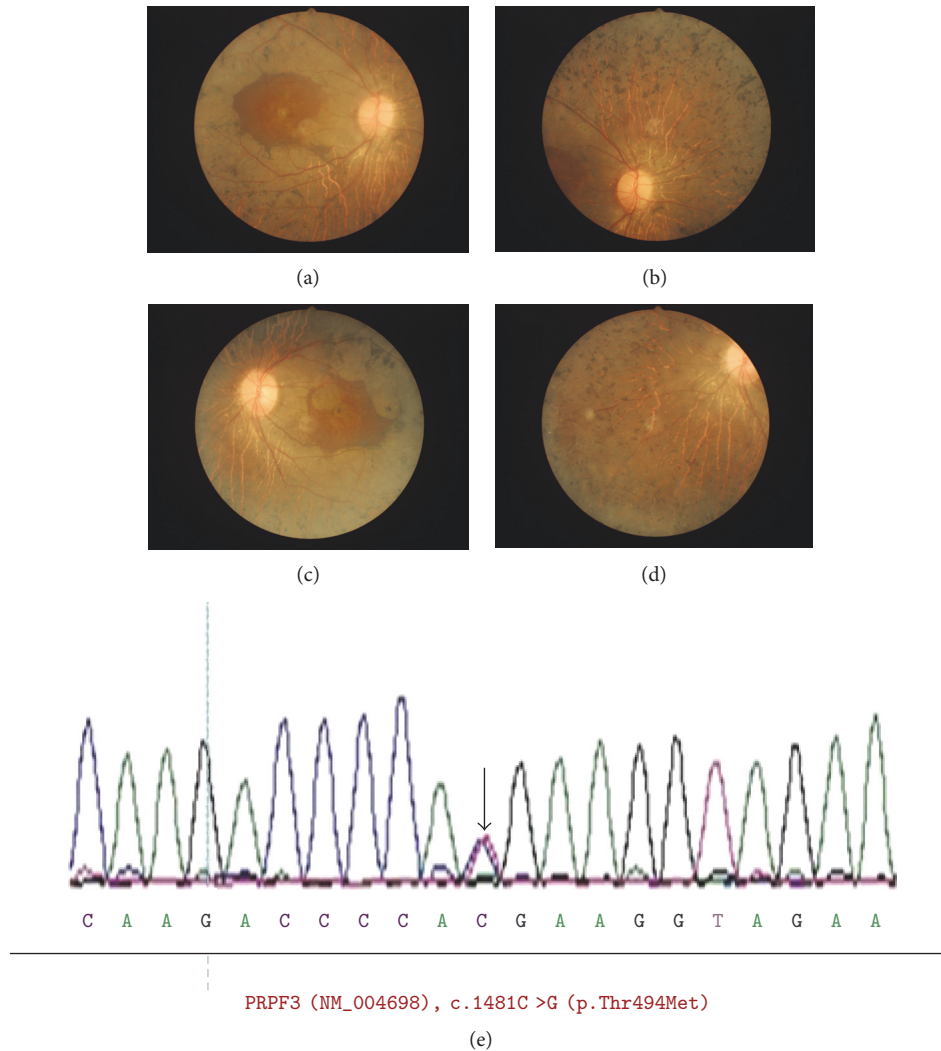 (a)
(b)
(c)
(d)
C A A G A C C C C A C G A A G G T A G A A
PRPF3 (NM_004698), c.1481C >G (p.Thr494Met)
(e)